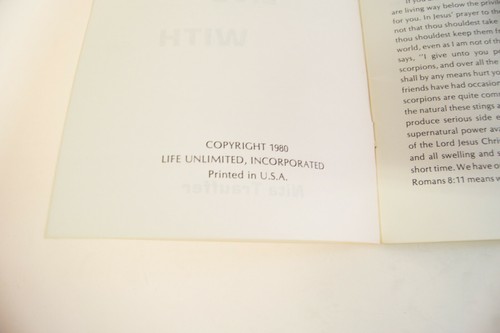 WITH
COPYRIGHT 1980
LIFE UNLIMITED, INCORPORATED
Printed in U.S.A.
are living way below the
for you. In Jesus' prayer to th
not that thou shouldest take
thou shouldest keep them fr
world, even as I am not of th
says, "I give unto you p
scorpions, and over all the
shall by any means hurt yo
friends have had occasion
scorpions are quite comm
the natural these stings a
produce serious side e
supernatural power av
of the Lord Jesus Chris
and all swelling and s
short time. We have o
Romans 8:11 means w